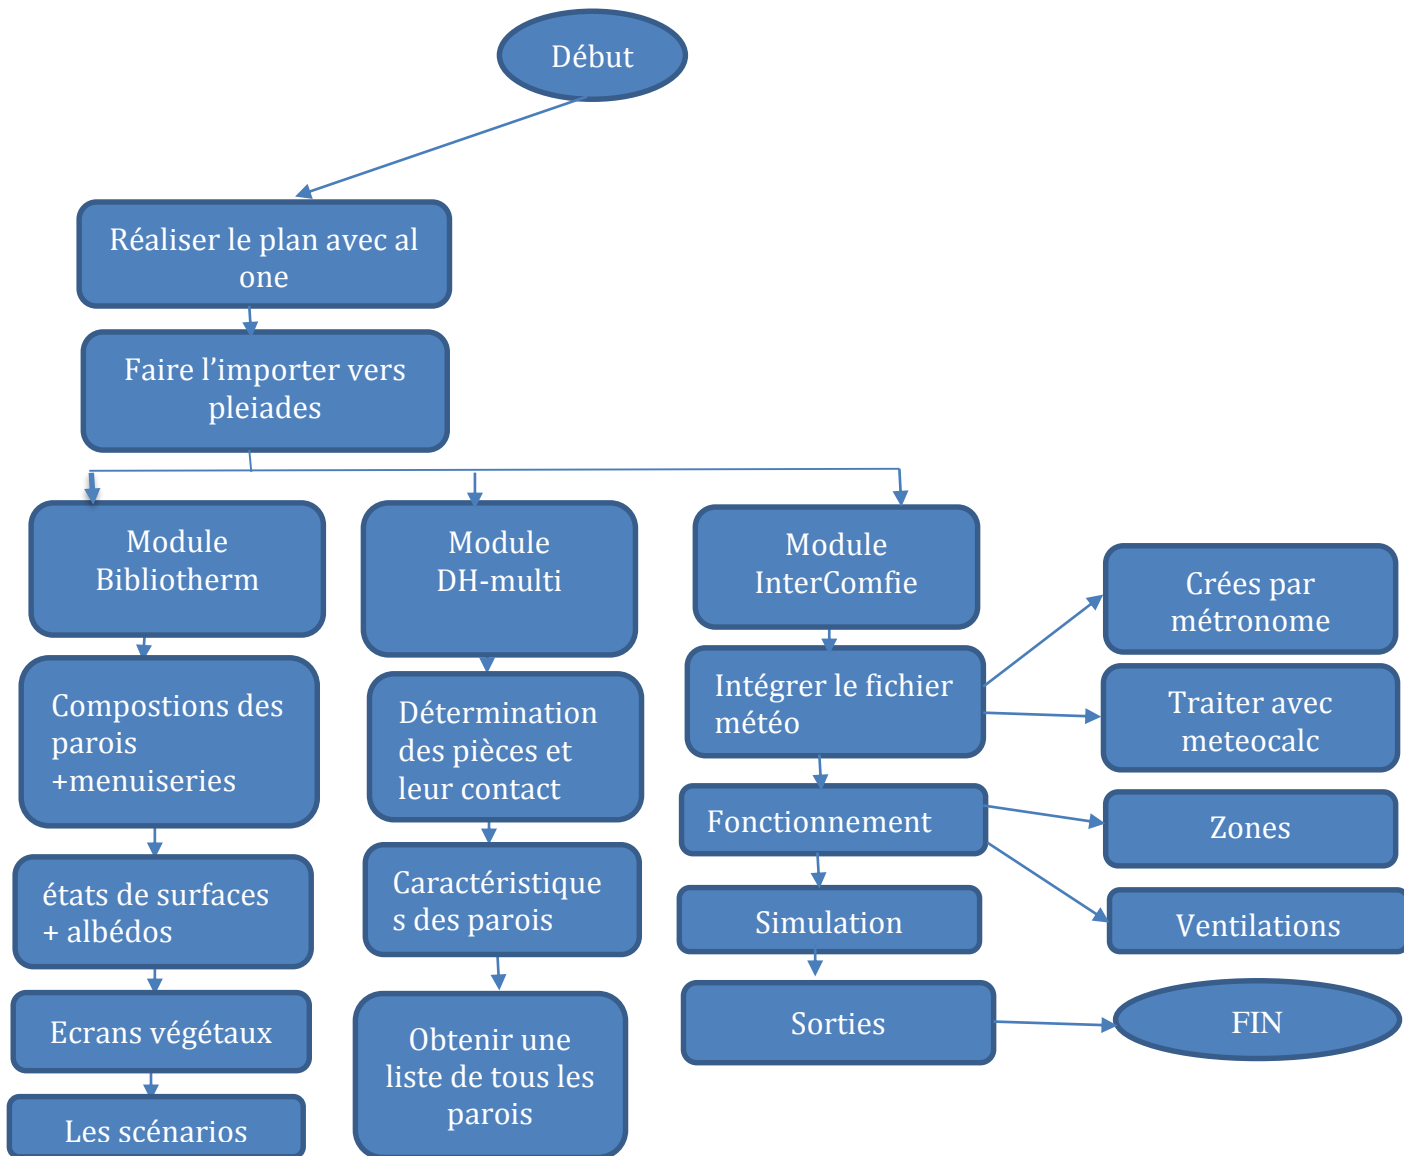 Début
Réaliser le plan avec al
one
Faire l’importer vers
pleiades
Module
Bibliotherm
Compostions des
parois
+menuiseries
états de surfaces
+ albédos
Ecrans végétaux
Les scénarios
Module
DH-multi
Détermination
des pièces et
leur contact
Caractéristique
s des parois
Obtenir une
liste de tous les
parois
Module
InterComfie
Intégrer le fichier
météo
Fonctionnement
Simulation
Sorties
Crées par
métronome
Traiter avec
meteocalc
Zones
Ventilations
FIN